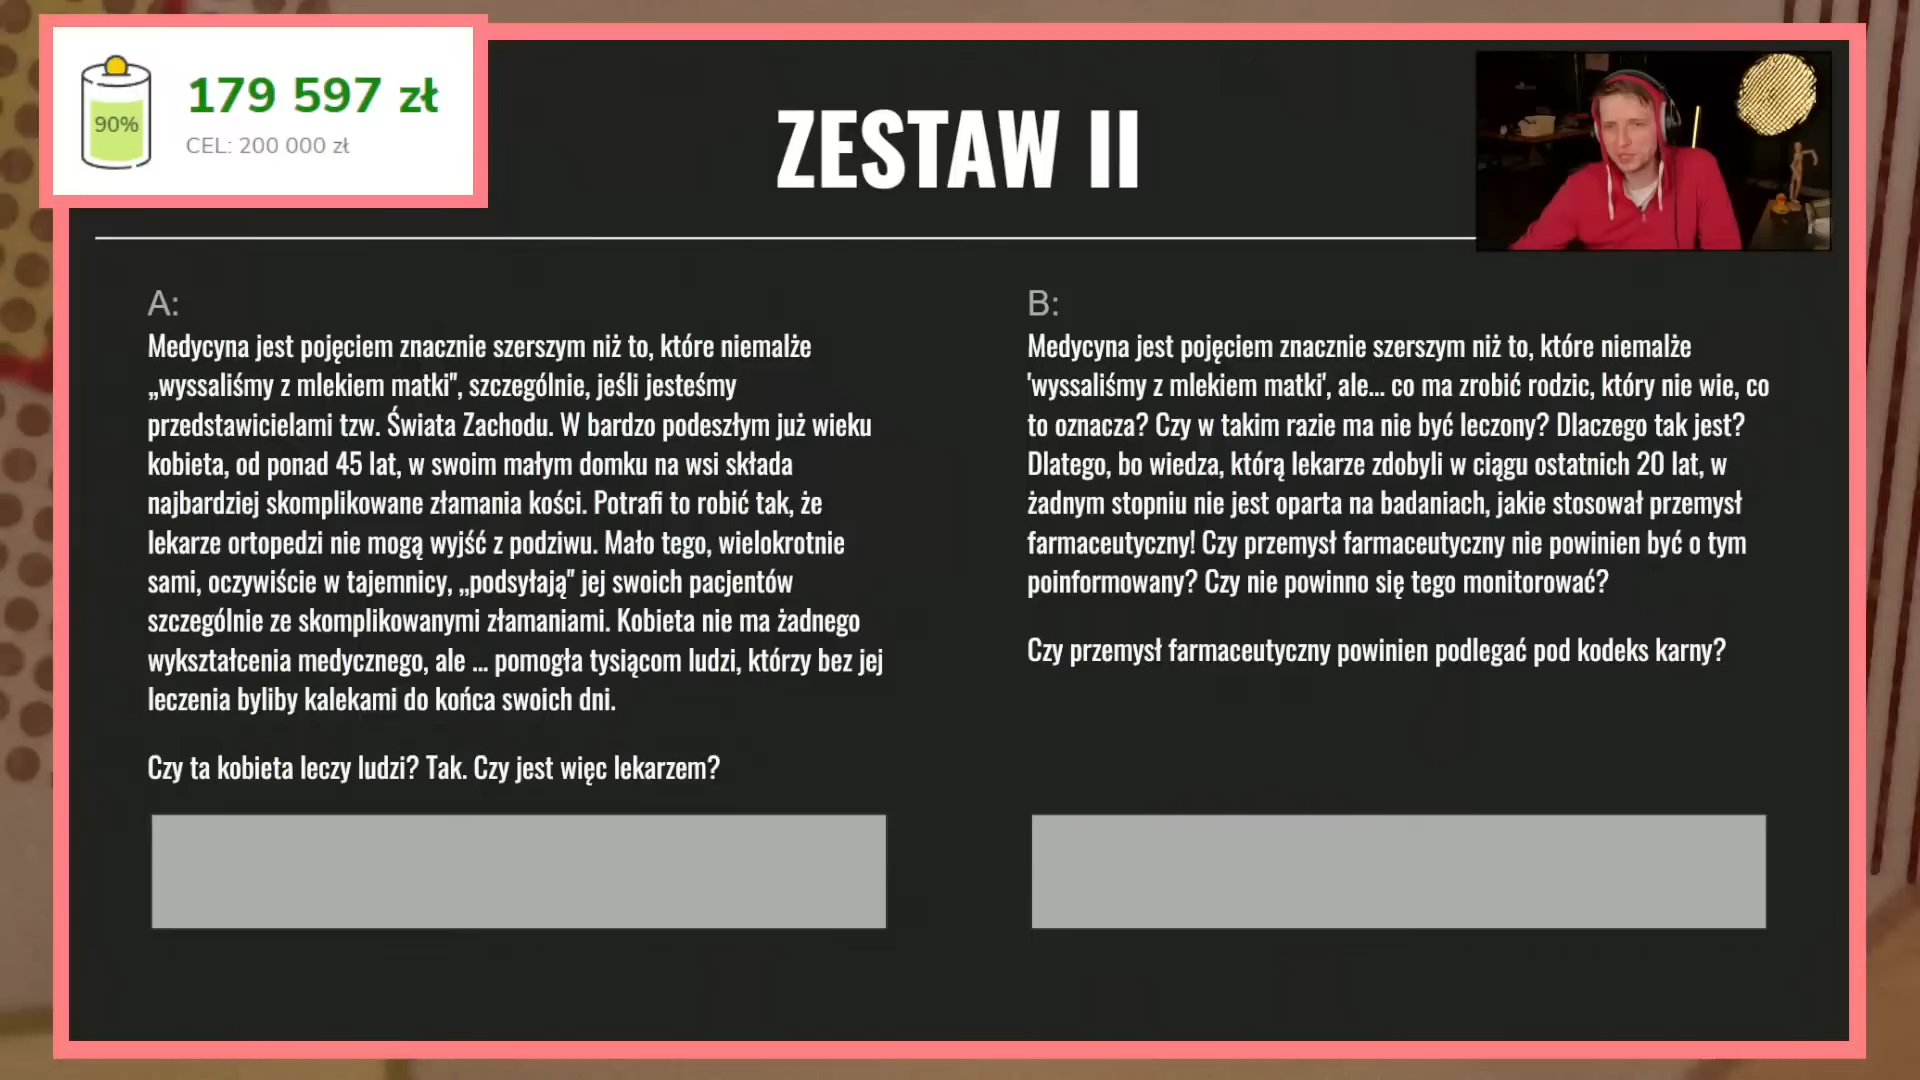 179 597 zł
90%
CEL: 200 000 zł
ZESTAW II
A:
Medycyna jest pojęciem znacznie szerszym niż to, które niemalże
„wyssaliśmy z mlekiem matki", szczególnie, jeśli jesteśmy
przedstawicielami tzw. Świata Zachodu. W bardzo podeszłym już wieku
kobieta, od ponad 45 lat, w swoim małym domku na wsi składa
najbardziej skomplikowane złamania kości. Potrafi to robić tak, że
lekarze ortopedzi nie mogą wyjść z podziwu. Mało tego, wielokrotnie
sami, oczywiście w tajemnicy, „podsyłają" jej swoich pacjentów
szczególnie ze skomplikowanymi złamaniami. Kobieta nie ma żadnego
wykształcenia medycznego, ale ... pomogła tysiącom ludzi, którzy bez jej
leczenia byliby kalekami do końca swoich dni.
Czy ta kobieta leczy ludzi? Tak. Czy jest więc lekarzem?
B:
Medycyna jest pojęciem znacznie szerszym niż to, które niemalże
'wyssaliśmy z mlekiem matki', ale... co ma zrobić rodzic, który nie wie, co
to oznacza? Czy w takim razie ma nie być leczony? Dlaczego tak jest?
Dlatego, bo wiedza, którą lekarze zdobyli w ciągu ostatnich 20 lat, w
żadnym stopniu nie jest oparta na badaniach, jakie stosował przemysł
farmaceutyczny! Czy przemysł farmaceutyczny nie powinien być o tym
poinformowany? Czy nie powinno się tego monitorować?
Czy przemysł farmaceutyczny powinien podlegać pod kodeks karny?